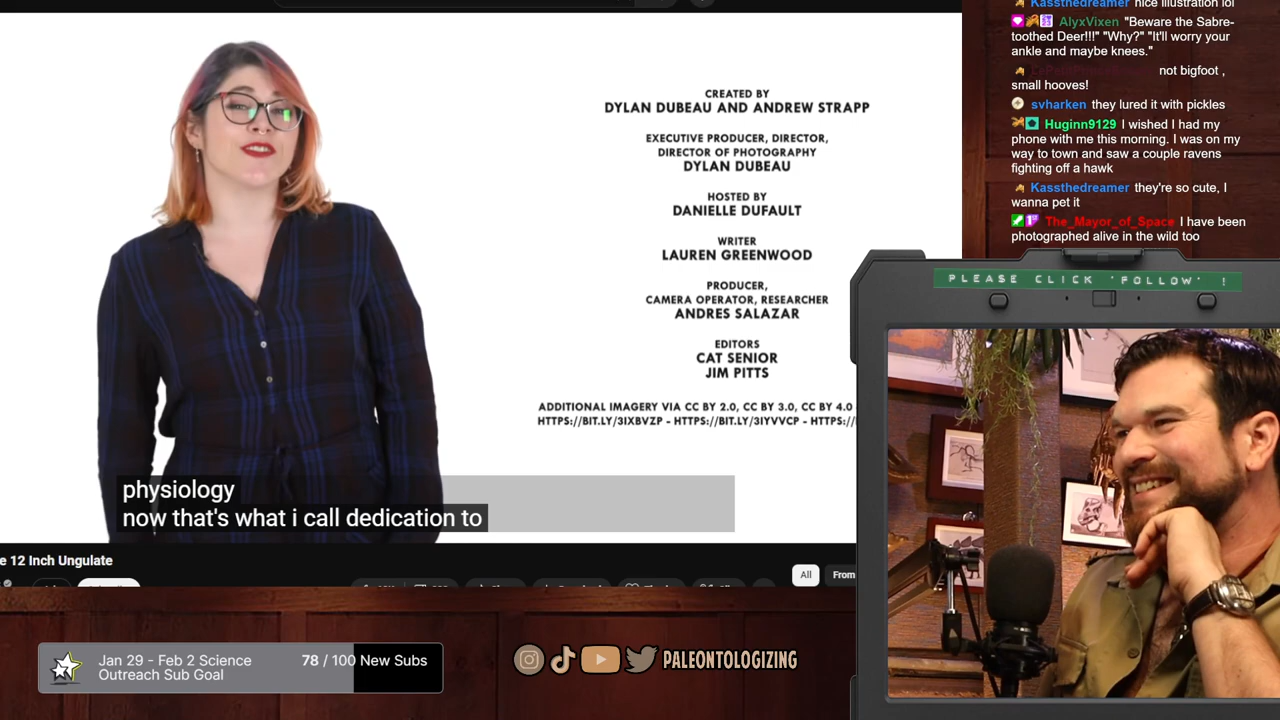 CREATED BY
DYLAN DUBEAU AND ANDREW STRAPP
EXECUTIVE PRODUCER, DIRECTOR,
DIRECTOR OF PHOTOGRAPHY
DYLAN DUBEAU
HOSTED BY
DANIELLE DUFAULT
WRITER
LAUREN GREENWOOD
PRODUCER,
CAMERA OPERATOR, RESEARCHER
ANDRES SALAZAR
EDITORS
CAT SENIOR
JIM PITTS
ADDITIONAL IMAGERY VIA CC BY 2.0, CC BY 3.0, CC BY 4.0
HTTPS://BIT.LY/3IXBVZP - HTTPS://BIT.LY/3IYVVCP - HTTPS://
physiology
now that's what i call dedication to
e 12 Inch Ungulate
All
From
Kassthedreamer nice illustration lol
AlyxVixen "Beware the Sabre-
toothed Deer!!!" "Why?" "It'll worry your
ankle and maybe knees."
not bigfoot ,
small hooves!
svharken they lured it with pickles
Huginn9129 I wished I had my
phone with me this morning. I was on my
way to town and saw a couple ravens
fighting off a hawk
Kassthedreamer they're so cute, I
wanna pet it
The_Mayor_of_Space I have been
photographed alive in the wild too
PLEASE CLICK 'FOLLOW' !
Jan 29 - Feb 2 Science
Outreach Sub Goal
78 / 100 New Subs
PALEONTOLOGIZING